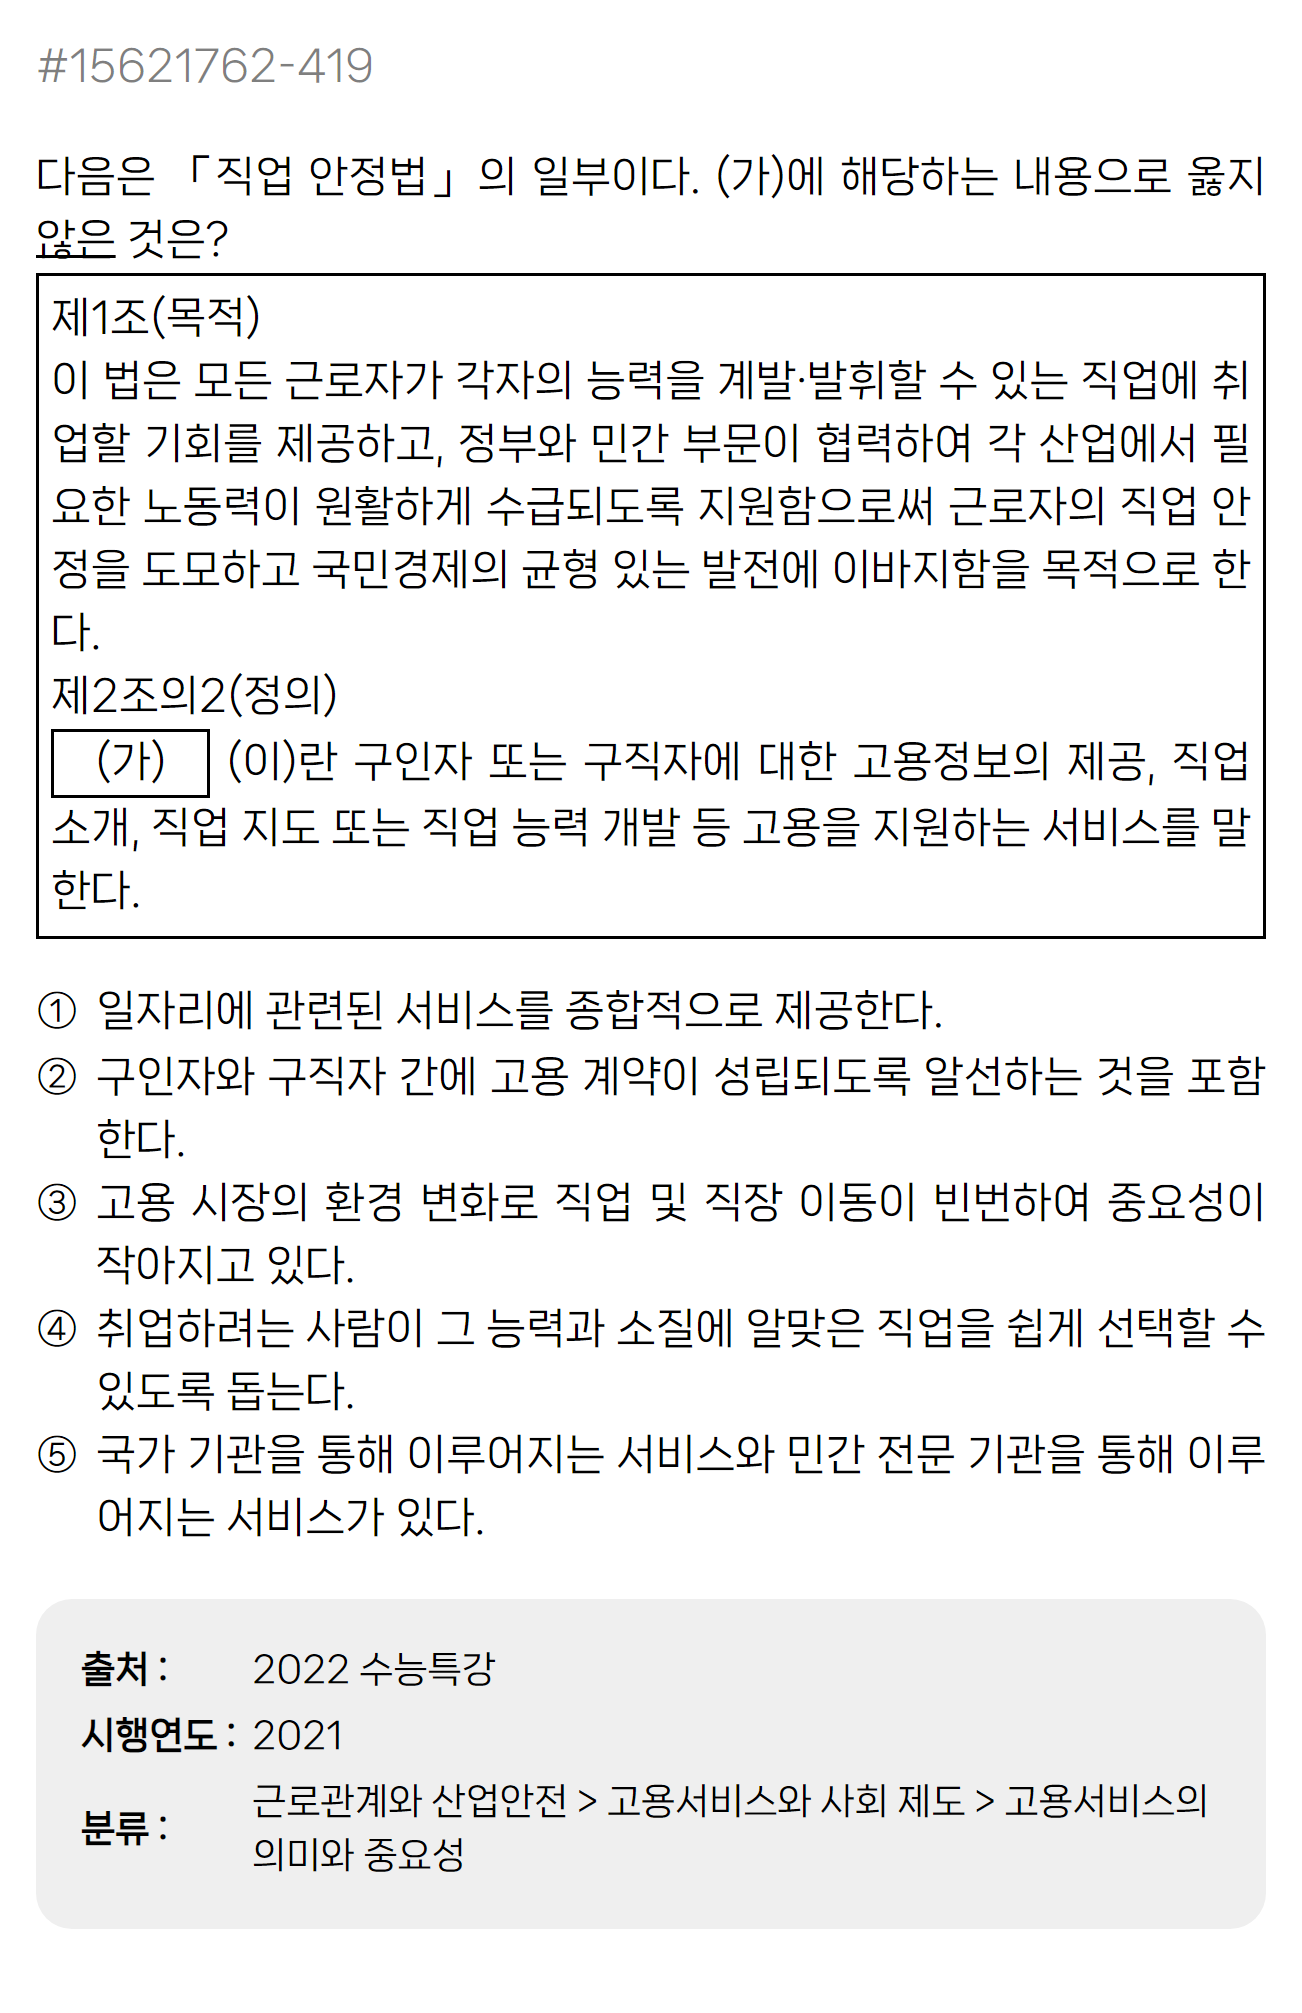 #15621762-419
다음은 「직업 안정법」의 일부이다. (가)에 해당하는 내용으로 옳지
않은 것은?
제1조(목적)
이 법은 모든 근로자가 각자의 능력을 계발·발휘할 수 있는 직업에 취
업할 기회를 제공하고, 정부와 민간 부문이 협력하여 각 산업에서 필
요한 노동력이 원활하게 수급되도록 지원함으로써 근로자의 직업 안
정을 도모하고 국민경제의 균형 있는 발전에 이바지함을 목적으로 한
다.
제2조의2(정의)
(가) (이)란 구인자 또는 구직자에 대한 고용정보의 제공, 직업
소개, 직업 지도 또는 직업 능력 개발 등 고용을 지원하는 서비스를 말
한다.
① 일자리에 관련된 서비스를 종합적으로 제공한다.
② 구인자와 구직자 간에 고용 계약이 성립되도록 알선하는 것을 포함
한다.
③ 고용 시장의 환경 변화로 직업 및 직장 이동이 빈번하여 중요성이
작아지고 있다.
④ 취업하려는 사람이 그 능력과 소질에 알맞은 직업을 쉽게 선택할 수
있도록 돕는다.
⑤ 국가 기관을 통해 이루어지는 서비스와 민간 전문 기관을 통해 이루
어지는 서비스가 있다.
출처 : 2022 수능특강
시행연도 : 2021
분류 : 근로관계와 산업안전 > 고용서비스와 사회 제도 > 고용서비스의
의미와 중요성